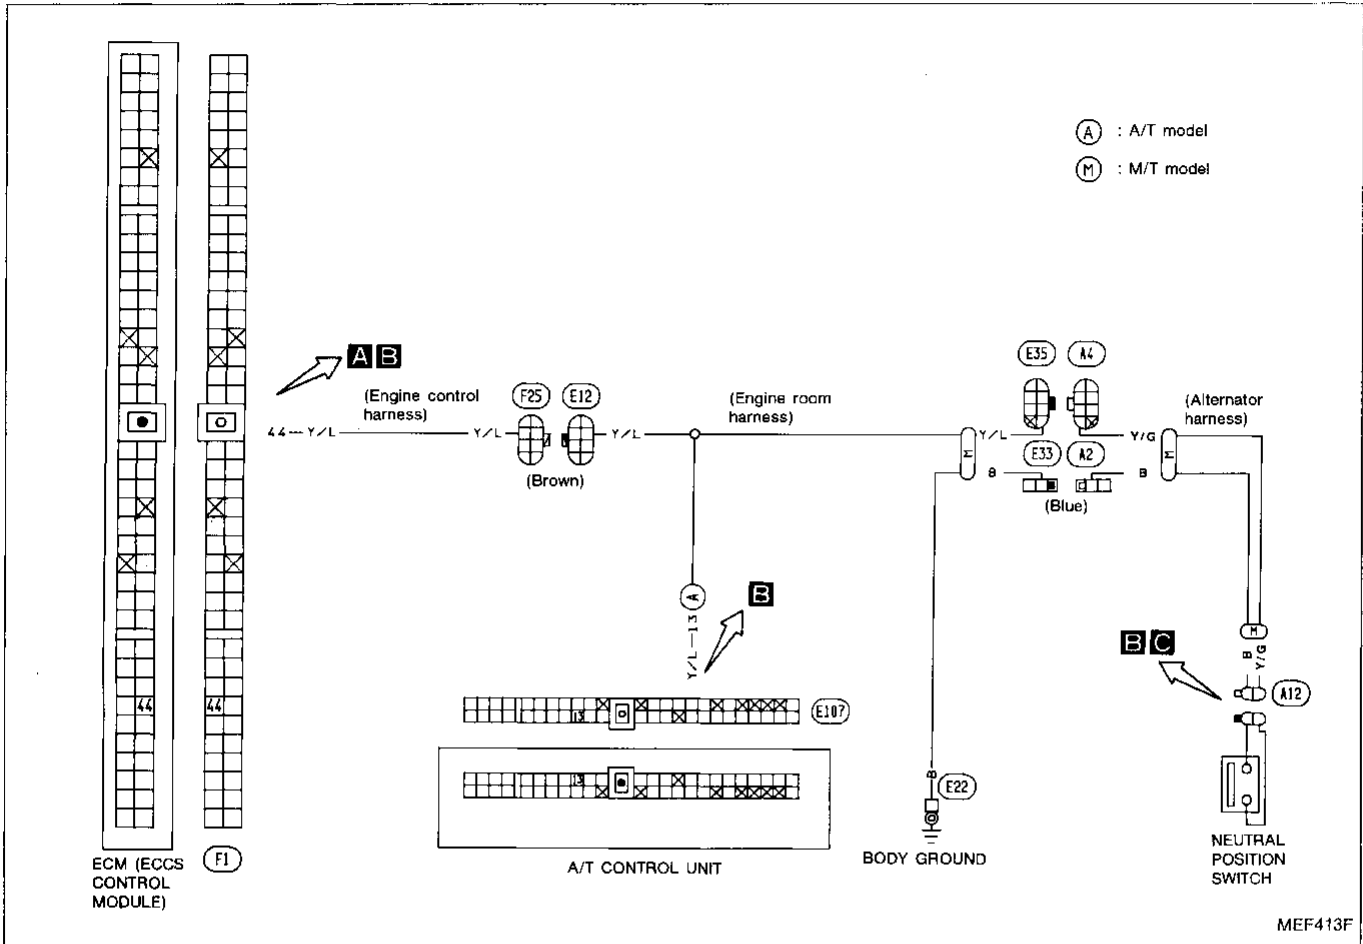 A : A/T model
M : M/T model
A B
(Engine control
harness)
F25
E12
(Engine room
harness)
E35
A4
(Alternator
harness)
44
Y/L
Y/L
Y/L
Y/L
Y/G
M
M
(Brown)
E33
A2
B
B
(Blue)
A
Y/L
13
B
M
B
Y/G
B C
A12
44
44
13
E107
13
B
E22
ECM (ECCS
CONTROL
MODULE)
F1
A/T CONTROL UNIT
BODY GROUND
NEUTRAL
POSITION
SWITCH
MEF413F